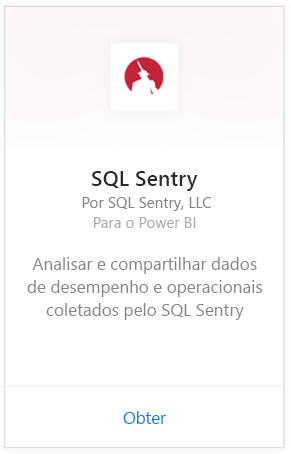 SQL Sentry
Por SQL Sentry, LLC
Para o Power BI
Analisar e compartilhar dados
de desempenho e operacionais
coletados pelo SQL Sentry
Obter